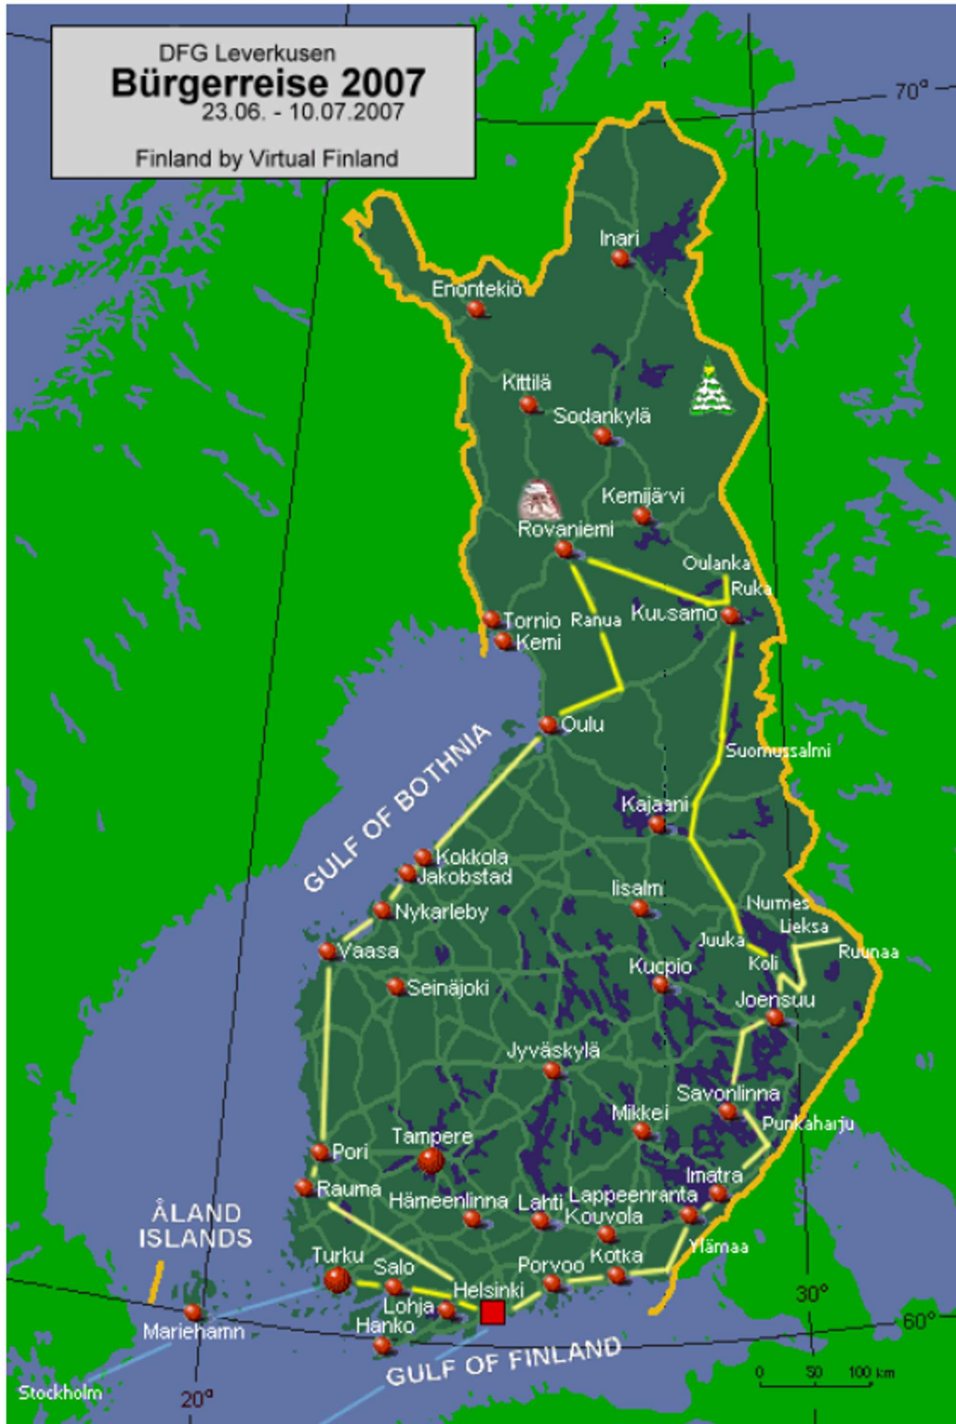 DFG Leverkusen
Bürgerreise 2007
23.06. - 10.07.2007
Finland by Virtual Finland
70°
Inari
Enontekiö
Kittilä
Sodankylä
Kemijärvi
Rovaniemi
Oulanka
Ruka
Kuusamo
Ranua
Tornio
Kemi
Oulu
GULF OF BOTHNIA
Suomussalmi
Kajaani
Kokkola
Jakobstad
Iisalmi
Nykarleby
Nurmes
Lieksa
Juuka
Ruunaa
Vaasa
Koli
Kuopio
Seinäjoki
Joensuu
Jyväskylä
Savonlinna
Mikkei
Punkaharju
Tampere
Pori
Imatra
Rauma
Hämeenlinna
Lahti
Lappeenranta
Kouvola
ÅLAND
ISLANDS
Ylämaa
Turku
Salo
Porvoo
Kotka
Helsinki
Lohja
Hanko
Mariehamn
30°
60°
GULF OF FINLAND
0 50 100 km
Stockholm
20°